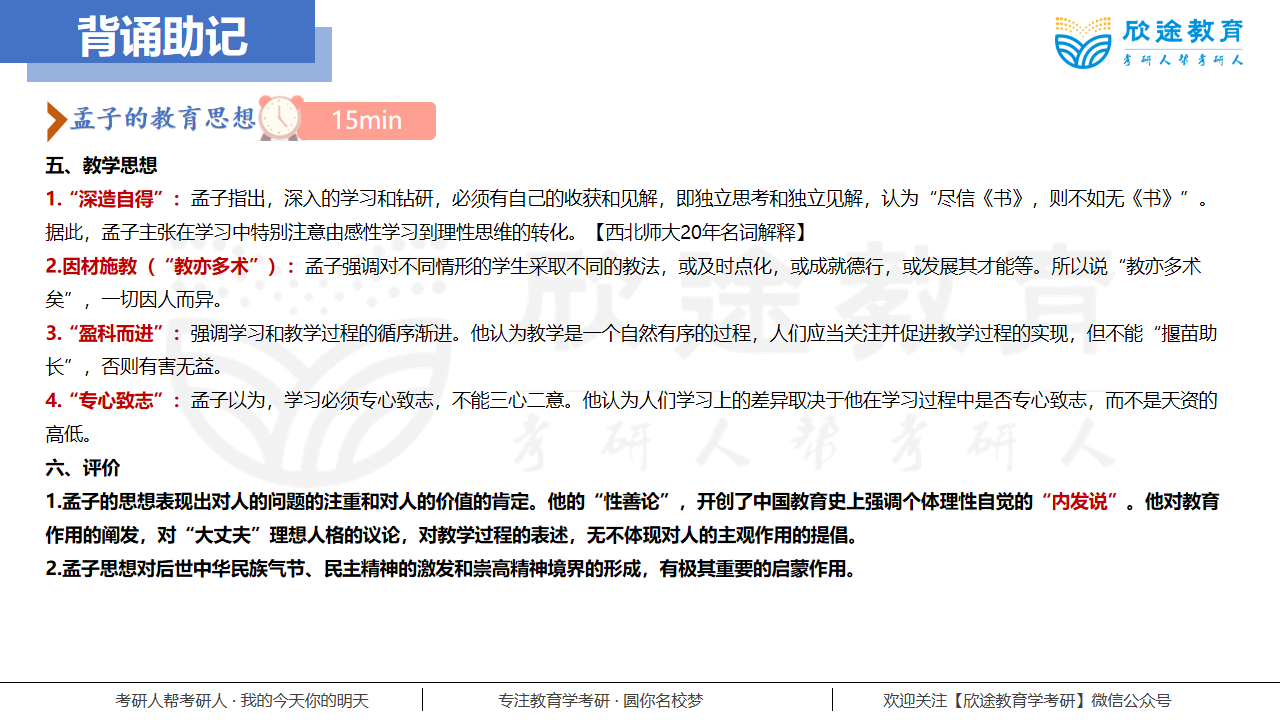 背诵助记
欣途教育
考研人帮考研人
孟子的教育思想
15min
五、教学思想
1.“深造自得”：孟子指出，深入的学习和钻研，必须有自己的收获和见解，即独立思考和独立见解，认为“尽信《书》，则不如无《书》”。
据此，孟子主张在学习中特别注意由感性学习到理性思维的转化。【西北师大20年名词解释】
2.因材施教（“教亦多术”）：孟子强调对不同情形的学生采取不同的教法，或及时点化，或成就德行，或发展其才能等。所以说“教亦多术
矣”，一切因人而异。
3.“盈科而进”：强调学习和教学过程的循序渐进。他认为教学是一个自然有序的过程，人们应当关注并促进教学过程的实现，但不能“揠苗助
长”，否则有害无益。
4.“专心致志”：孟子以为，学习必须专心致志，不能三心二意。他认为人们学习上的差异取决于他在学习过程中是否专心致志，而不是天资的
高低。
六、评价
1.孟子的思想表现出对人的问题的注重和对人的价值的肯定。他的“性善论”，开创了中国教育史上强调个体理性自觉的“内发说”。他对教育
作用的阐发，对“大丈夫”理想人格的议论，对教学过程的表述，无不体现对人的主观作用的提倡。
2.孟子思想对后世中华民族气节、民主精神的激发和崇高精神境界的形成，有极其重要的启蒙作用。
欣途教育
考研人帮考研人
考研人帮考研人·我的今天你的明天
专注教育学考研·圆你名校梦
欢迎关注【欣途教育学考研】微信公众号